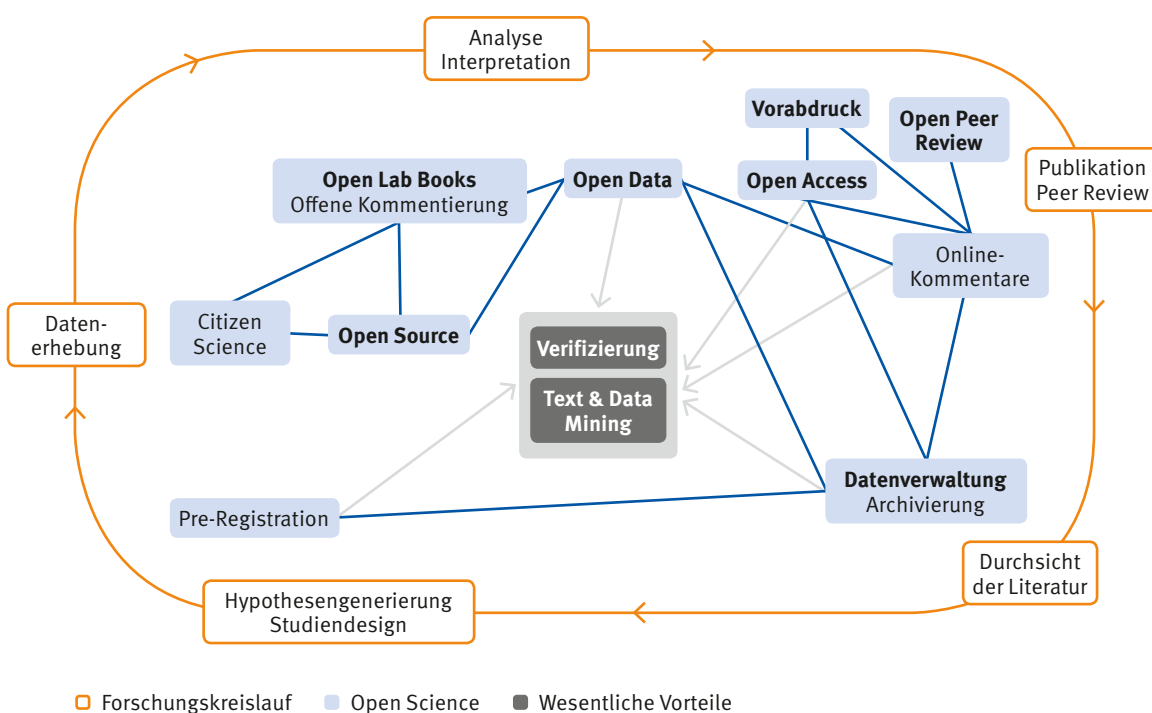 Analyse
Interpretation
Vorabdruck
Open Peer
Review
Publikation
Peer Review
Open Lab Books
Offene Kommentierung
Open Data
Open Access
Online-
Kommentare
Daten-
erhebung
Citizen
Science
Open Source
Verifizierung
Text & Data
Mining
Datenverwaltung
Archivierung
Pre-Registration
Durchsicht
der Literatur
Hypothesengenerierung
Studiendesign
Forschungskreislauf
Open Science
Wesentliche Vorteile